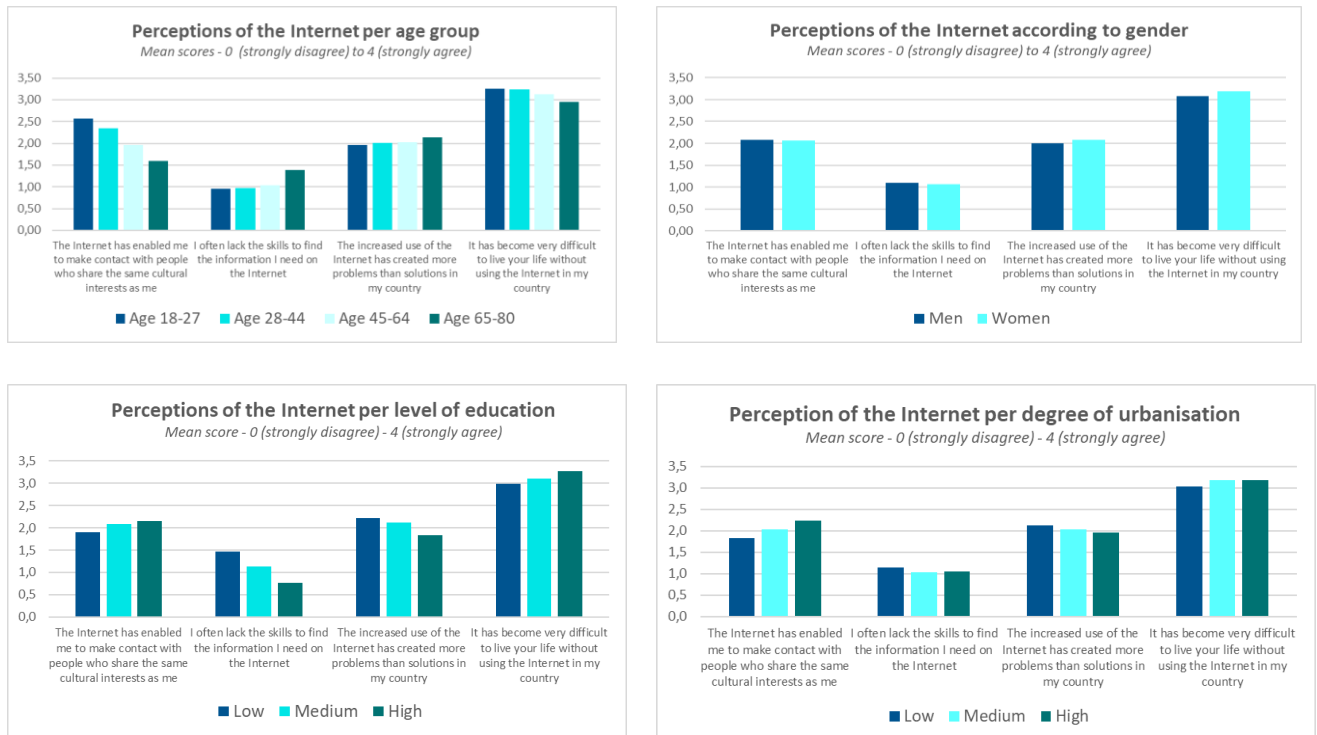 Perceptions of the Internet per age group
Mean scores - 0 (strongly disagree) to 4 (strongly agree)
3,50
3,00
2,50
2,00
1,50
1,00
0,50
0,00
The Internet has enabled me
to make contact with people
who share the same cultural
interests as me
I often lack the skills to find
the information I need on
the Internet
The increased use of the
Internet has created more
problems than solutions in
my country
It has become very difficult
to live your life without
using the Internet in my
country
Age 18-27 Age 28-44 Age 45-64 Age 65-80
Perceptions of the Internet according to gender
Mean scores - 0 (strongly disagree) to 4 (strongly agree)
3,50
3,00
2,50
2,00
1,50
1,00
0,50
0,00
The Internet has enabled me
to make contact with people
who share the same cultural
interests as me
I often lack the skills to find
the information I need on
the Internet
The increased use of the
Internet has created more
problems than solutions in
my country
It has become very difficult
to live your life without
using the Internet in my
country
Men Women
Perceptions of the Internet per level of education
Mean score - 0 (strongly disagree) - 4 (strongly agree)
3,5
3,0
2,5
2,0
1,5
1,0
0,5
0,0
The Internet has enabled
me to make contact with
people who share the same
cultural interests as me
I often lack the skills to find
the information I need on
the Internet
The increased use of the
Internet has created more
problems than solutions in
my country
It has become very difficult
to live your life without
using the Internet in my
country
Low Medium High
Perception of the Internet per degree of urbanisation
Mean score - 0 (strongly disagree) - 4 (strongly agree)
3,5
3,0
2,5
2,0
1,5
1,0
0,5
0,0
The Internet has enabled
me to make contact with
people who share the same
cultural interests as me
I often lack the skills to find
the information I need on
the Internet
The increased use of the
Internet has created more
problems than solutions in
my country
It has become very difficult
to live your life without
using the Internet in my
country
Low Medium High